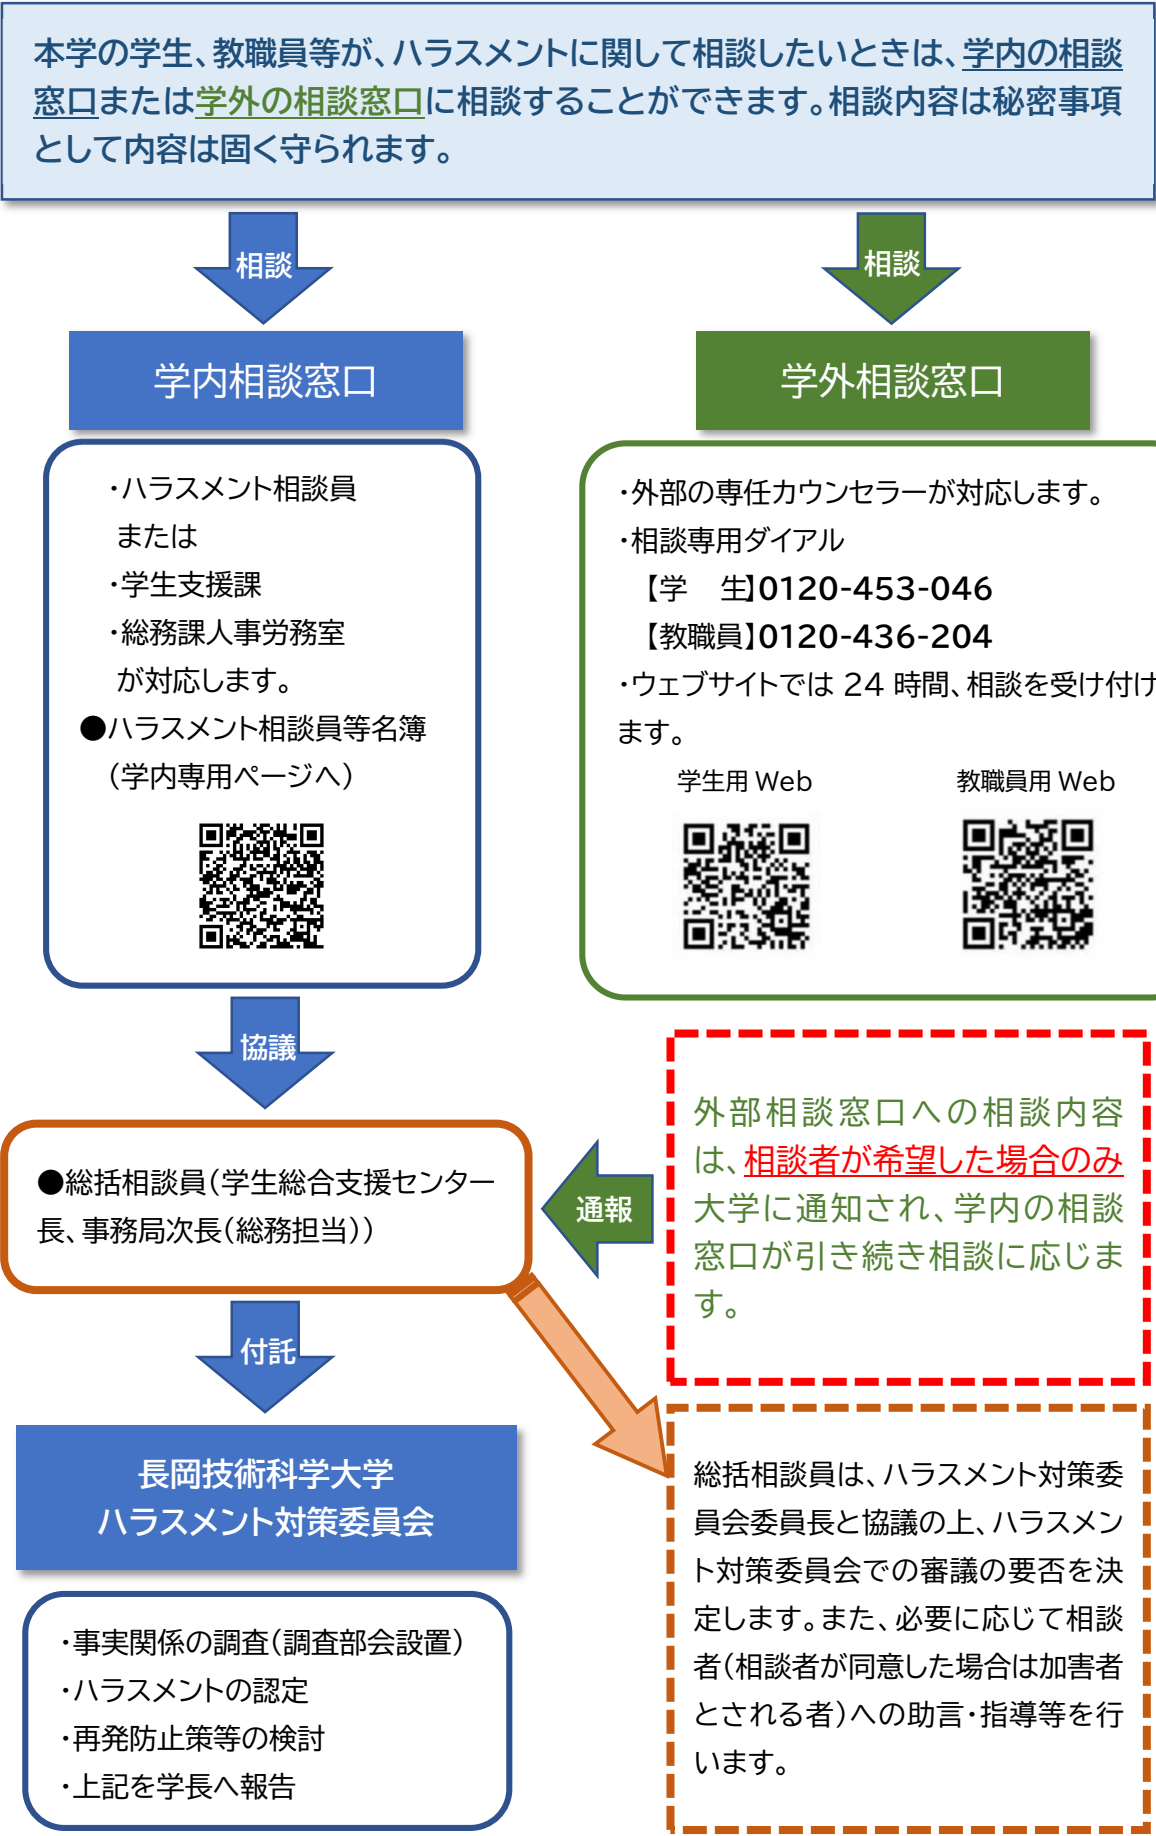 本学の学生、教職員等が、ハラスメントに関して相談したいときは、学内の相談
窓口または学外の相談窓口に相談することができます。相談内容は秘密事項
として内容は固く守られます。
相談
相談
学内相談窓口
学外相談窓口
・ハラスメント相談員
または
・学生支援課
・総務課人事労務室
が対応します。
●ハラスメント相談員等名簿
(学内専用ページへ)
・外部の専任カウンセラーが対応します。
・相談専用ダイアル
【学　生】0120-453-046
【教職員】0120-436-204
・ウェブサイトでは 24 時間、相談を受け付け
ます。
学生用 Web
教職員用 Web
協議
外部相談窓口への相談内容
は、相談者が希望した場合のみ
大学に通知され、学内の相談
窓口が引き続き相談に応じま
す。
通報
●総括相談員(学生総合支援センター
長、事務局次長(総務担当))
付託
長岡技術科学大学
ハラスメント対策委員会
・事実関係の調査(調査部会設置)
・ハラスメントの認定
・再発防止策等の検討
・上記を学長へ報告
総括相談員は、ハラスメント対策委
員会委員長と協議の上、ハラスメン
ト対策委員会での審議の要否を決
定します。また、必要に応じて相談
者(相談者が同意した場合は加害者
とされる者)への助言・指導等を行
います。